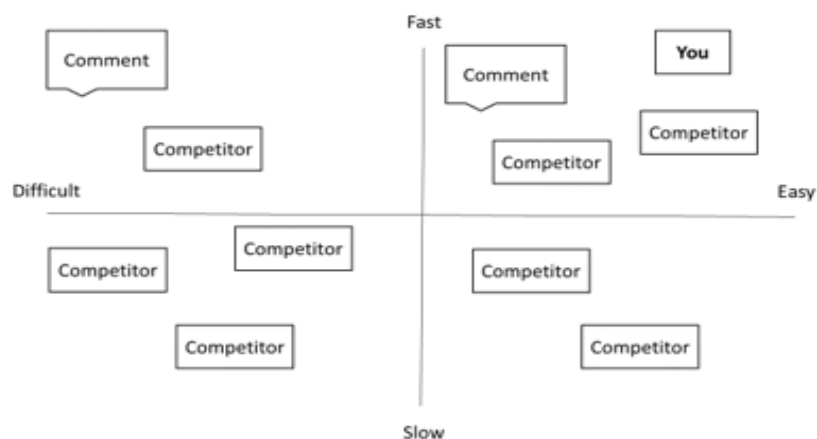 Fast
Comment
Comment
You
Competitor
Competitor
Competitor
Difficult
Easy
Competitor
Competitor
Competitor
Competitor
Competitor
Slow